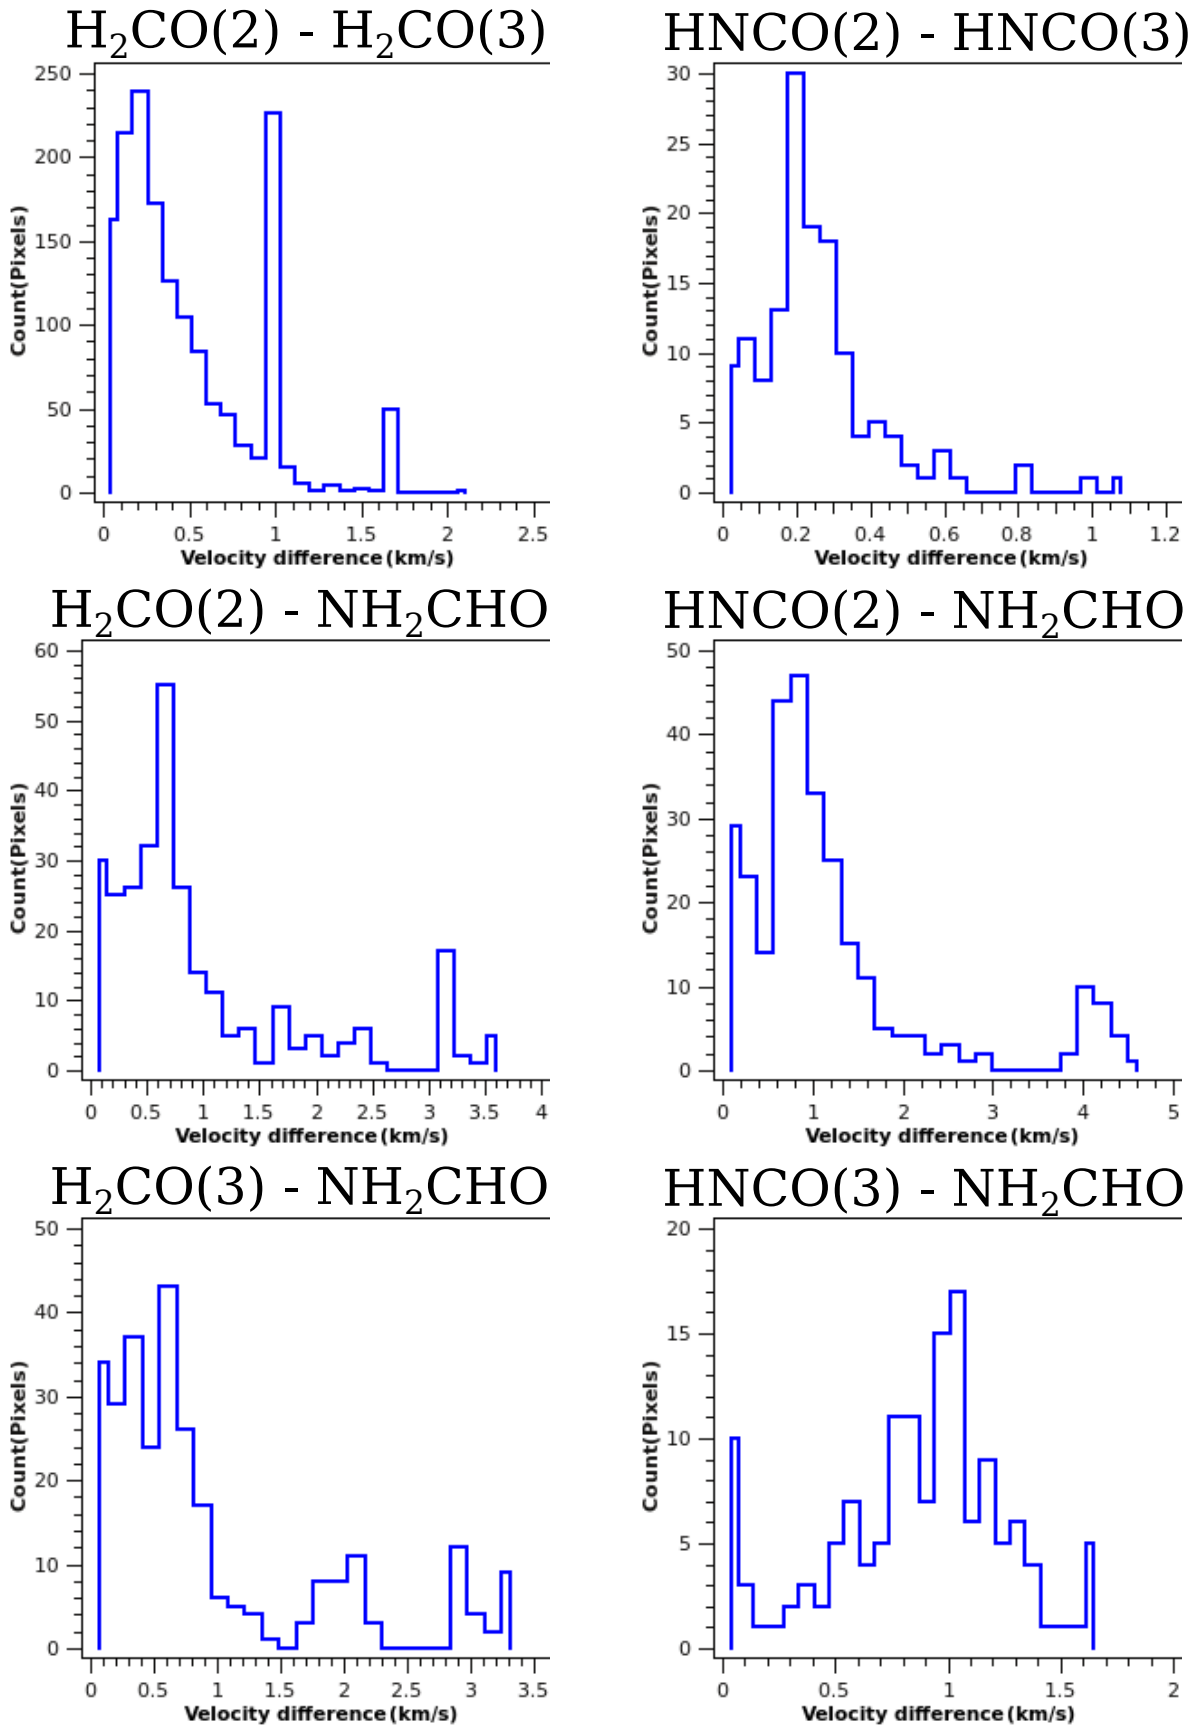 H₂CO(2) - H₂CO(3)
250
200
150
100
50
0
Count(Pixels)
0 0.5 1 1.5 2 2.5
Velocity difference(km/s)
HNCO(2) - HNCO(3)
30
25
20
15
10
5
0
Count(Pixels)
0 0.2 0.4 0.6 0.8 1 1.2
Velocity difference(km/s)
H₂CO(2) - NH₂CHO
60
50
40
30
20
10
0
Count(Pixels)
0 0.5 1 1.5 2 2.5 3 3.5 4
Velocity difference(km/s)
HNCO(2) - NH₂CHO
50
40
30
20
10
0
Count(Pixels)
0 1 2 3 4 5
Velocity difference(km/s)
H₂CO(3) - NH₂CHO
50
40
30
20
10
0
Count(Pixels)
0 0.5 1 1.5 2 2.5 3 3.5
Velocity difference(km/s)
HNCO(3) - NH₂CHO
20
15
10
5
0
Count(Pixels)
0 0.5 1 1.5 2
Velocity difference(km/s)